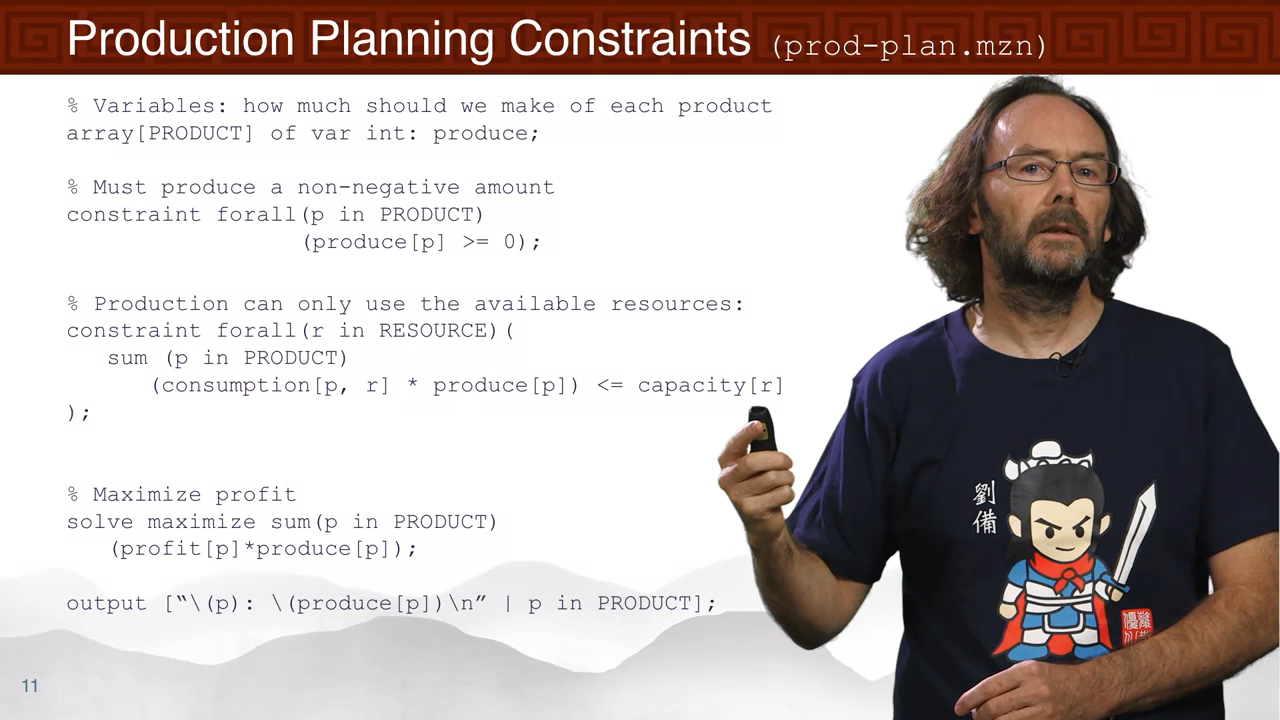 Production Planning Constraints (prod-plan.mzn)
% Variables: how much should we make of each product
array[PRODUCT] of var int: produce;
% Must produce a non-negative amount
constraint forall(p in PRODUCT)
(produce[p] >= 0);
% Production can only use the available resources:
constraint forall(r in RESOURCE)(
sum (p in PRODUCT)
(consumption[p, r] * produce[p]) <= capacity[r]
);
% Maximize profit
solve maximize sum(p in PRODUCT)
(profit[p]*produce[p]);
output [“\(p): \(produce[p])\n” | p in PRODUCT];
11
劉備